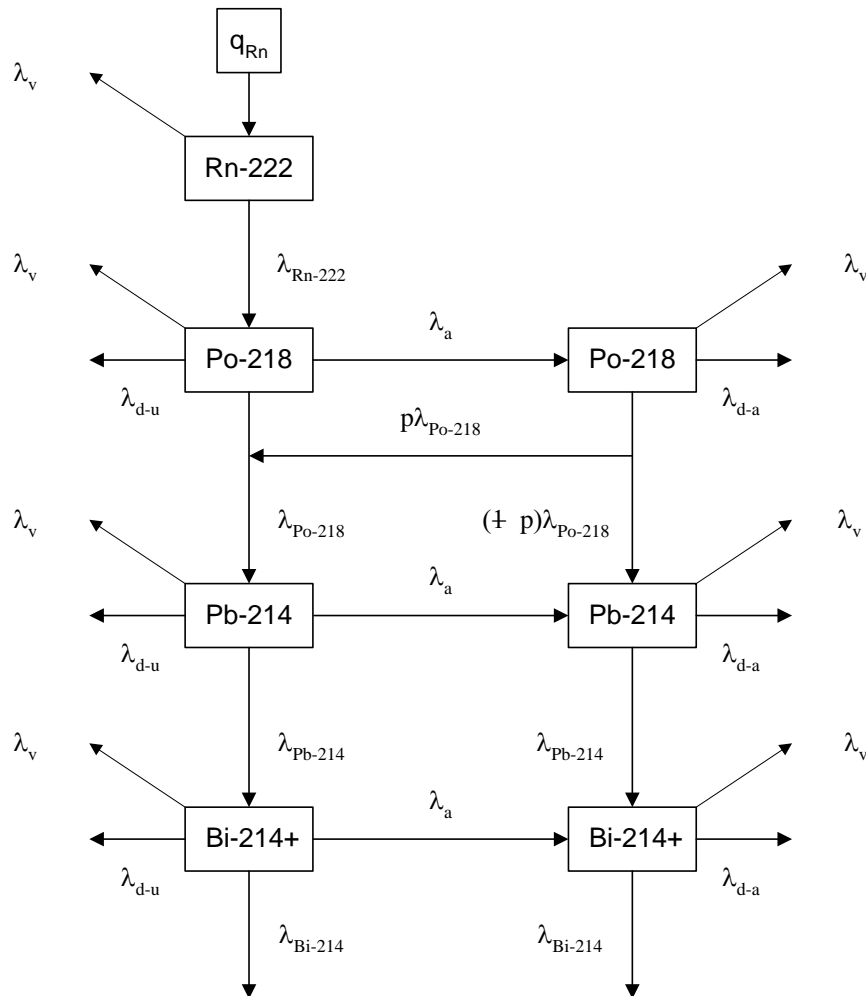 q_Rn
λ_v
Rn-222
λ_v
λ_Rn-222
λ_v
λ_a
Po-218
Po-218
λ_d-u
λ_d-a
pλ_Po-218
λ_v
λ_Po-218
(1 p)λ_Po-218
λ_v
λ_a
Pb-214
Pb-214
λ_d-u
λ_d-a
λ_v
λ_Pb-214
λ_Pb-214
λ_v
λ_a
Bi-214+
Bi-214+
λ_d-u
λ_d-a
λ_Bi-214
λ_Bi-214